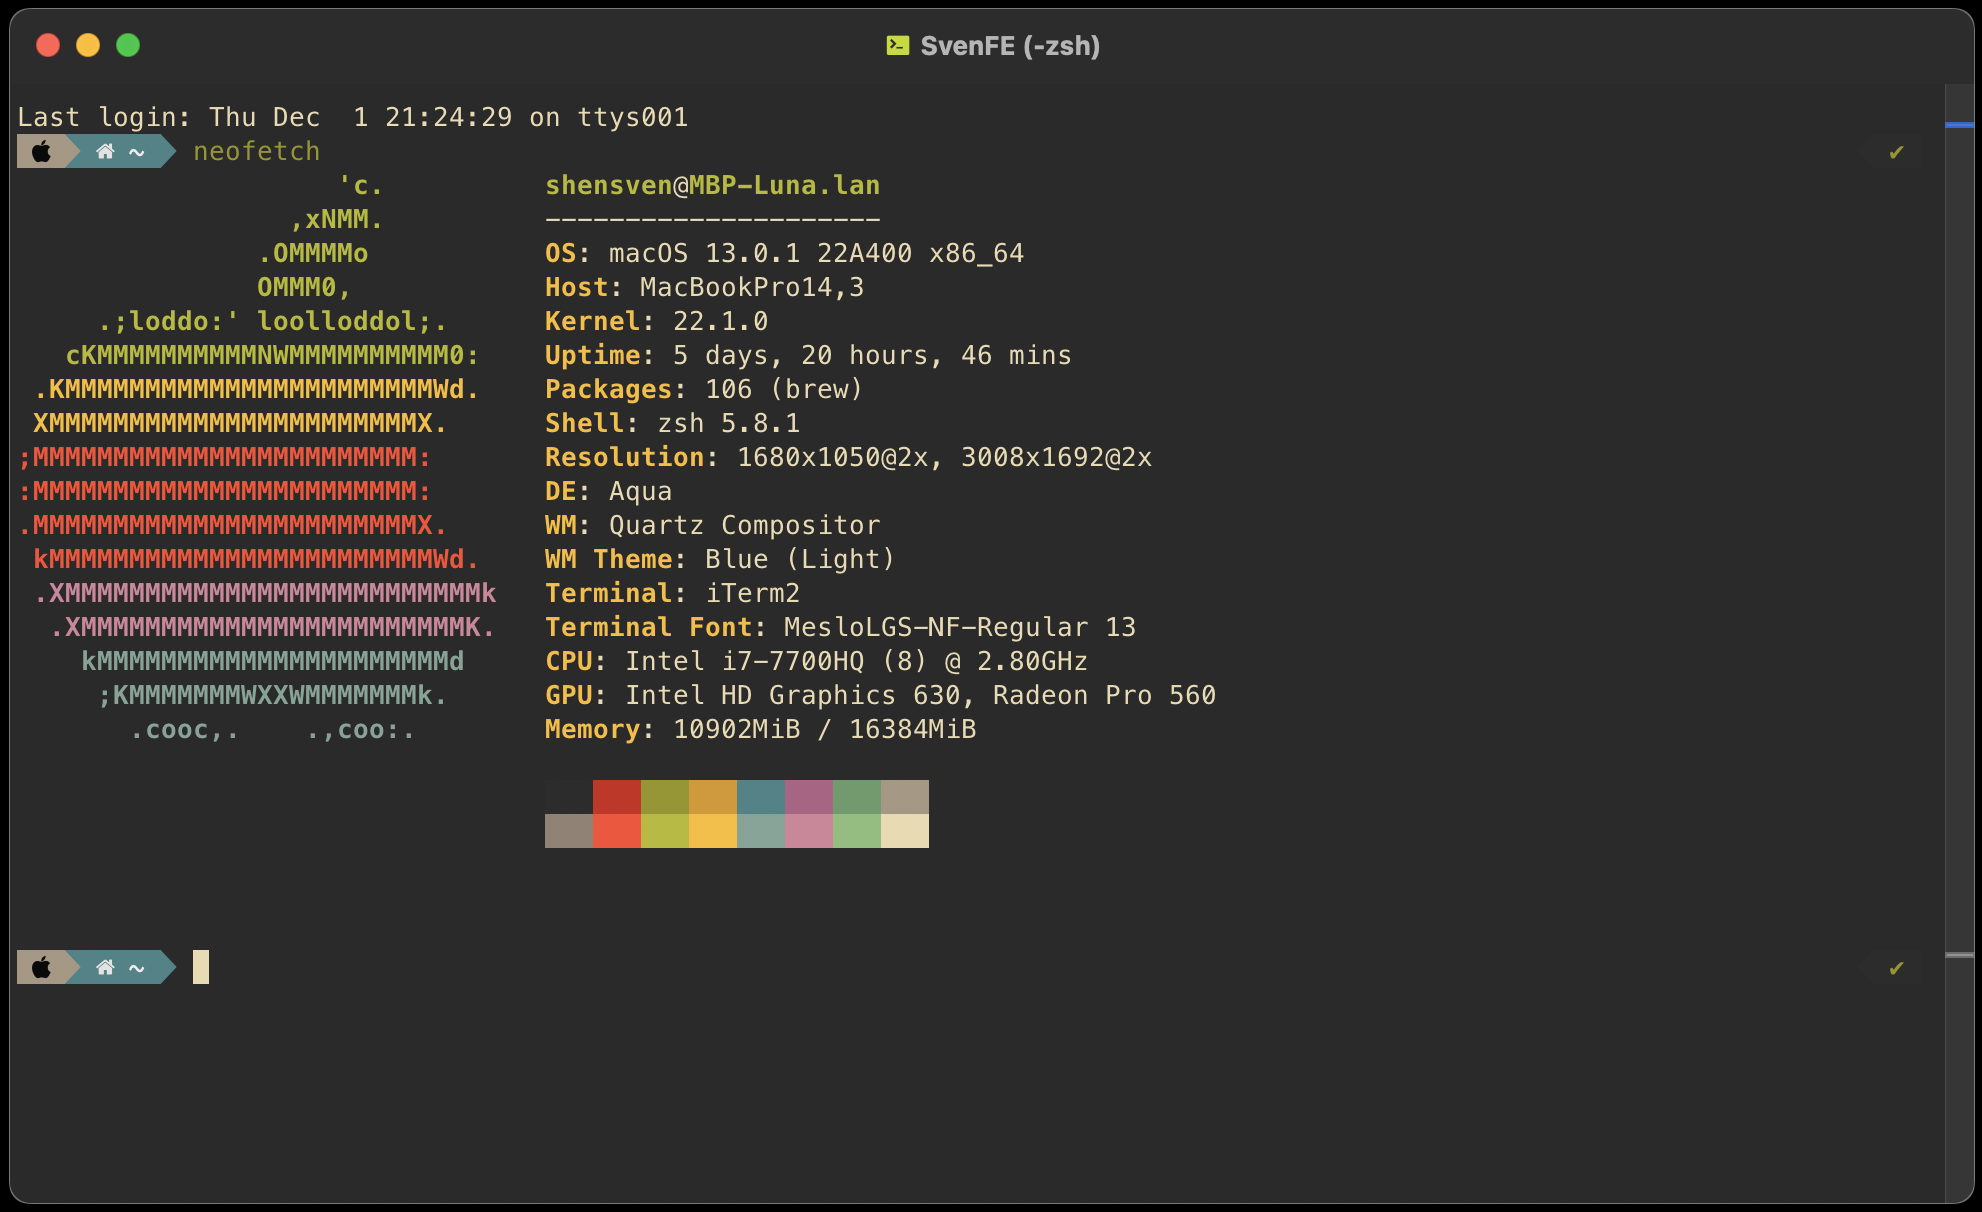 SvenFE (-zsh)
Last login: Thu Dec  1 21:24:29 on ttys001
~ neofetch ✔
                    'c.          shensven@MBP-Luna.lan
                 ,xNMM.          ---------------------
               .OMMMMo           OS: macOS 13.0.1 22A400 x86_64
               OMMM0,            Host: MacBookPro14,3
     .;loddo:' loolloddol;.      Kernel: 22.1.0
   cKMMMMMMMMMMNWMMMMMMMMMM0:    Uptime: 5 days, 20 hours, 46 mins
 .KMMMMMMMMMMMMMMMMMMMMMMMWd.    Packages: 106 (brew)
 XMMMMMMMMMMMMMMMMMMMMMMMX.      Shell: zsh 5.8.1
;MMMMMMMMMMMMMMMMMMMMMMMM:       Resolution: 1680x1050@2x, 3008x1692@2x
:MMMMMMMMMMMMMMMMMMMMMMMM:       DE: Aqua
.MMMMMMMMMMMMMMMMMMMMMMMMX.      WM: Quartz Compositor
 kMMMMMMMMMMMMMMMMMMMMMMMMWd.    WM Theme: Blue (Light)
 .XMMMMMMMMMMMMMMMMMMMMMMMMMMk   Terminal: iTerm2
  .XMMMMMMMMMMMMMMMMMMMMMMMMK.   Terminal Font: MesloLGS-NF-Regular 13
    kMMMMMMMMMMMMMMMMMMMMMMd     CPU: Intel i7-7700HQ (8) @ 2.80GHz
     ;KMMMMMMMWXXWMMMMMMMk.      GPU: Intel HD Graphics 630, Radeon Pro 560
       .cooc,.    .,coo:.        Memory: 10902MiB / 16384MiB
~ ✔